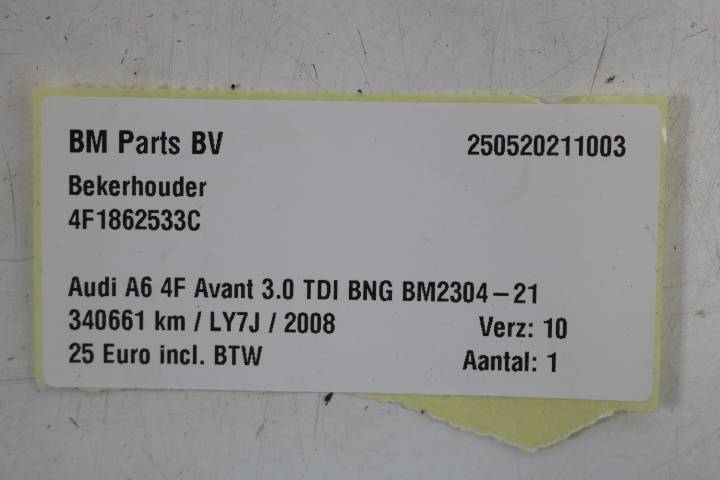 BM Parts BV 250520211003
Bekerhouder
4F1862533C
Audi A6 4F Avant 3.0 TDI BNG BM2304-21
340661 km / LY7J / 2008 Verz: 10
25 Euro incl. BTW Aantal: 1